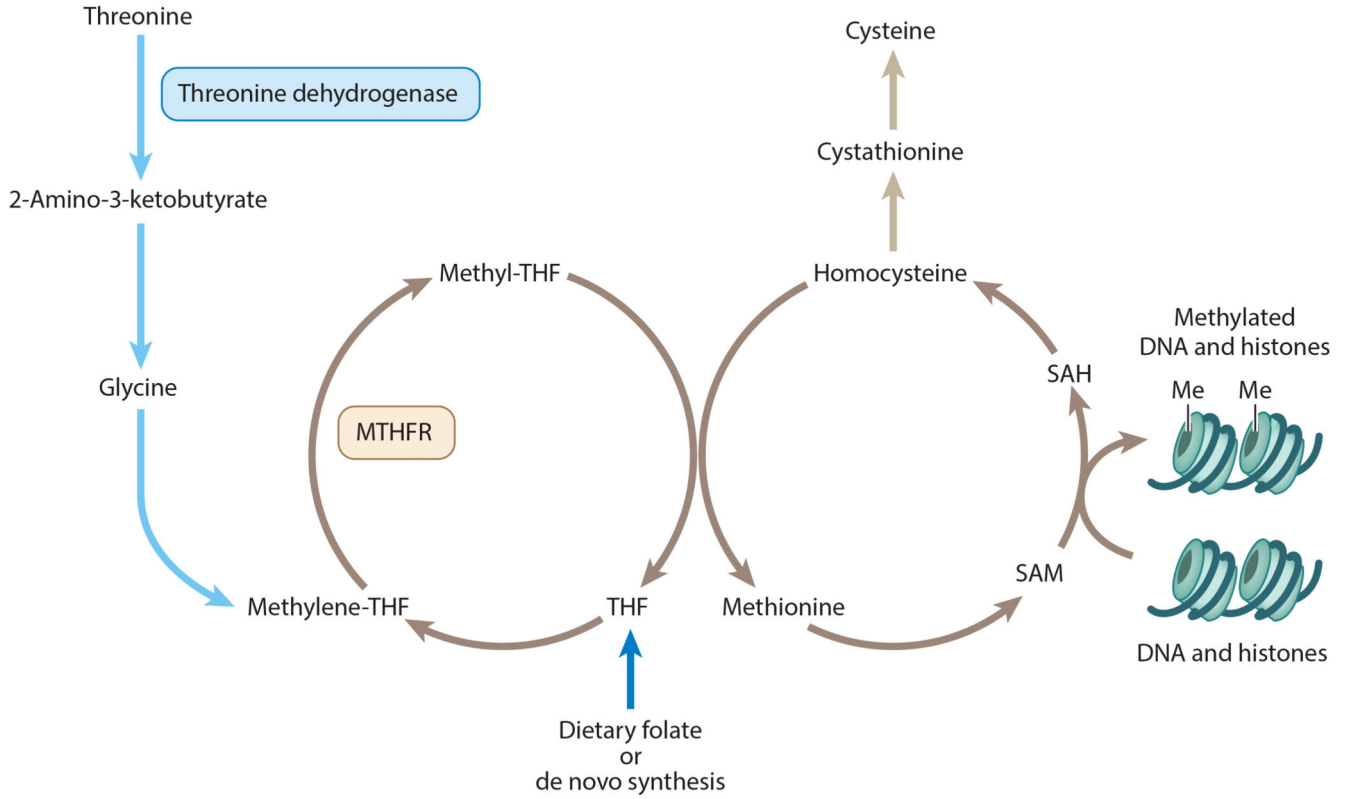 Threonine
Threonine dehydrogenase
2-Amino-3-ketobutyrate
Glycine
Methylene-THF
MTHFR
Methyl-THF
THF
Dietary folate
or
de novo synthesis
Cysteine
Cystathionine
Homocysteine
Methionine
SAM
SAH
Methylated
DNA and histones
Me Me
DNA and histones